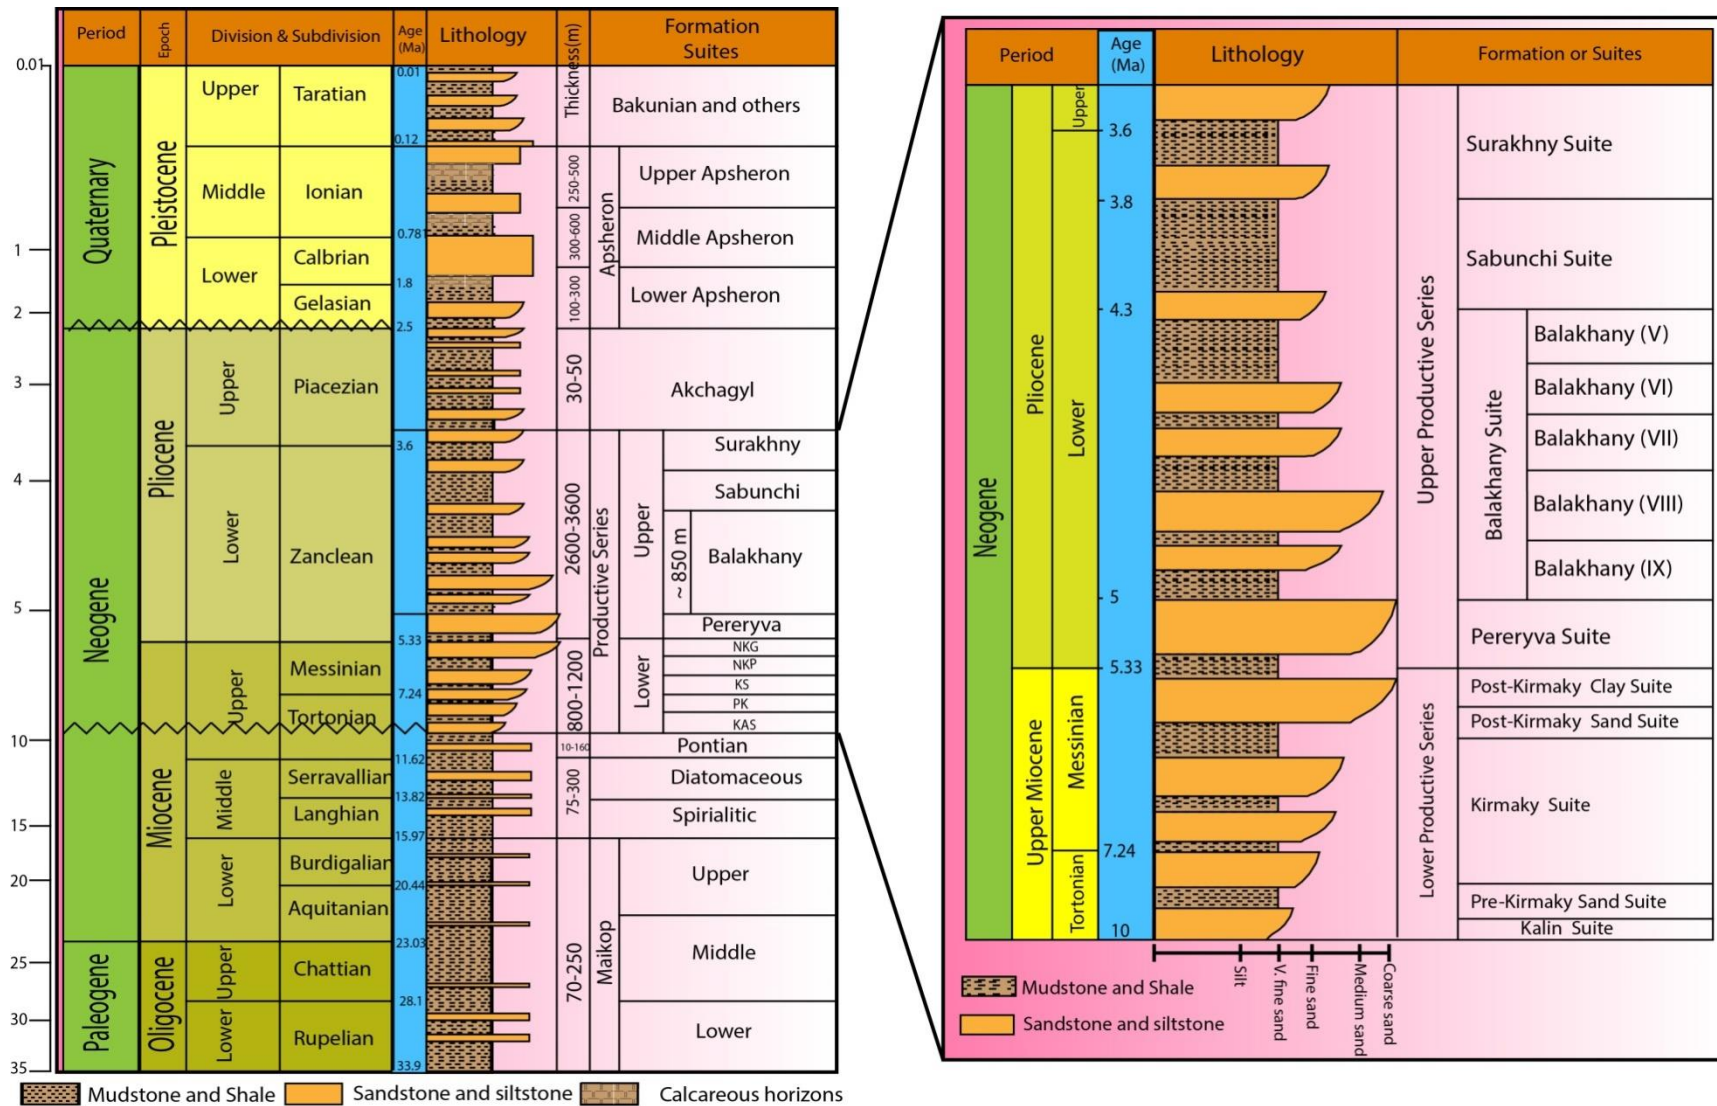 Period
Epoch
Division & Subdivision
Age
(Ma)
Lithology
Thickness(m)
Formation
Suites
0.01
1
2
3
4
5
10
15
20
25
30
35
Quaternary
Neogene
Paleogene
Pleistocene
Pliocene
Miocene
Oligocene
Upper
Taratian
Middle
Ionian
Lower
Calbrian
Gelasian
Upper
Piacezian
Lower
Zanclean
Upper
Messinian
Tortonian
Middle
Serravallian
Langhian
Lower
Burdigalian
Aquitanian
Upper
Chattian
Lower
Rupelian
0.01
0.12
0.781
1.8
2.5
3.6
5.33
7.24
11.62
13.82
15.97
20.44
23.03
28.1
33.9
250-500
300-600
100-300
30-50
2600-3600
800-1200
10-160
75-300
70-250
Bakunian and others
Apsheron
Upper Apsheron
Middle Apsheron
Lower Apsheron
Akchagyl
Productive Series
Upper
Surakhny
Sabunchi
~ 850 m
Balakhany
Pereryva
Lower
NKG
NKP
KS
PK
KAS
Pontian
Diatomaceous
Spirialitic
Maikop
Upper
Middle
Lower
Mudstone and Shale
Sandstone and siltstone
Calcareous horizons
Period
Age
(Ma)
Lithology
Formation or Suites
Neogene
Pliocene
Upper
Lower
Upper Miocene
Messinian
Tortonian
3.6
3.8
4.3
5
5.33
7.24
10
Upper Productive Series
Surakhny Suite
Sabunchi Suite
Balakhany Suite
Balakhany (V)
Balakhany (VI)
Balakhany (VII)
Balakhany (VIII)
Balakhany (IX)
Pereryva Suite
Lower Productive Series
Post-Kirmaky Clay Suite
Post-Kirmaky Sand Suite
Kirmaky Suite
Pre-Kirmaky Sand Suite
Kalin Suite
Silt
V. fine sand
Fine sand
Medium sand
Coarse sand
Mudstone and Shale
Sandstone and siltstone